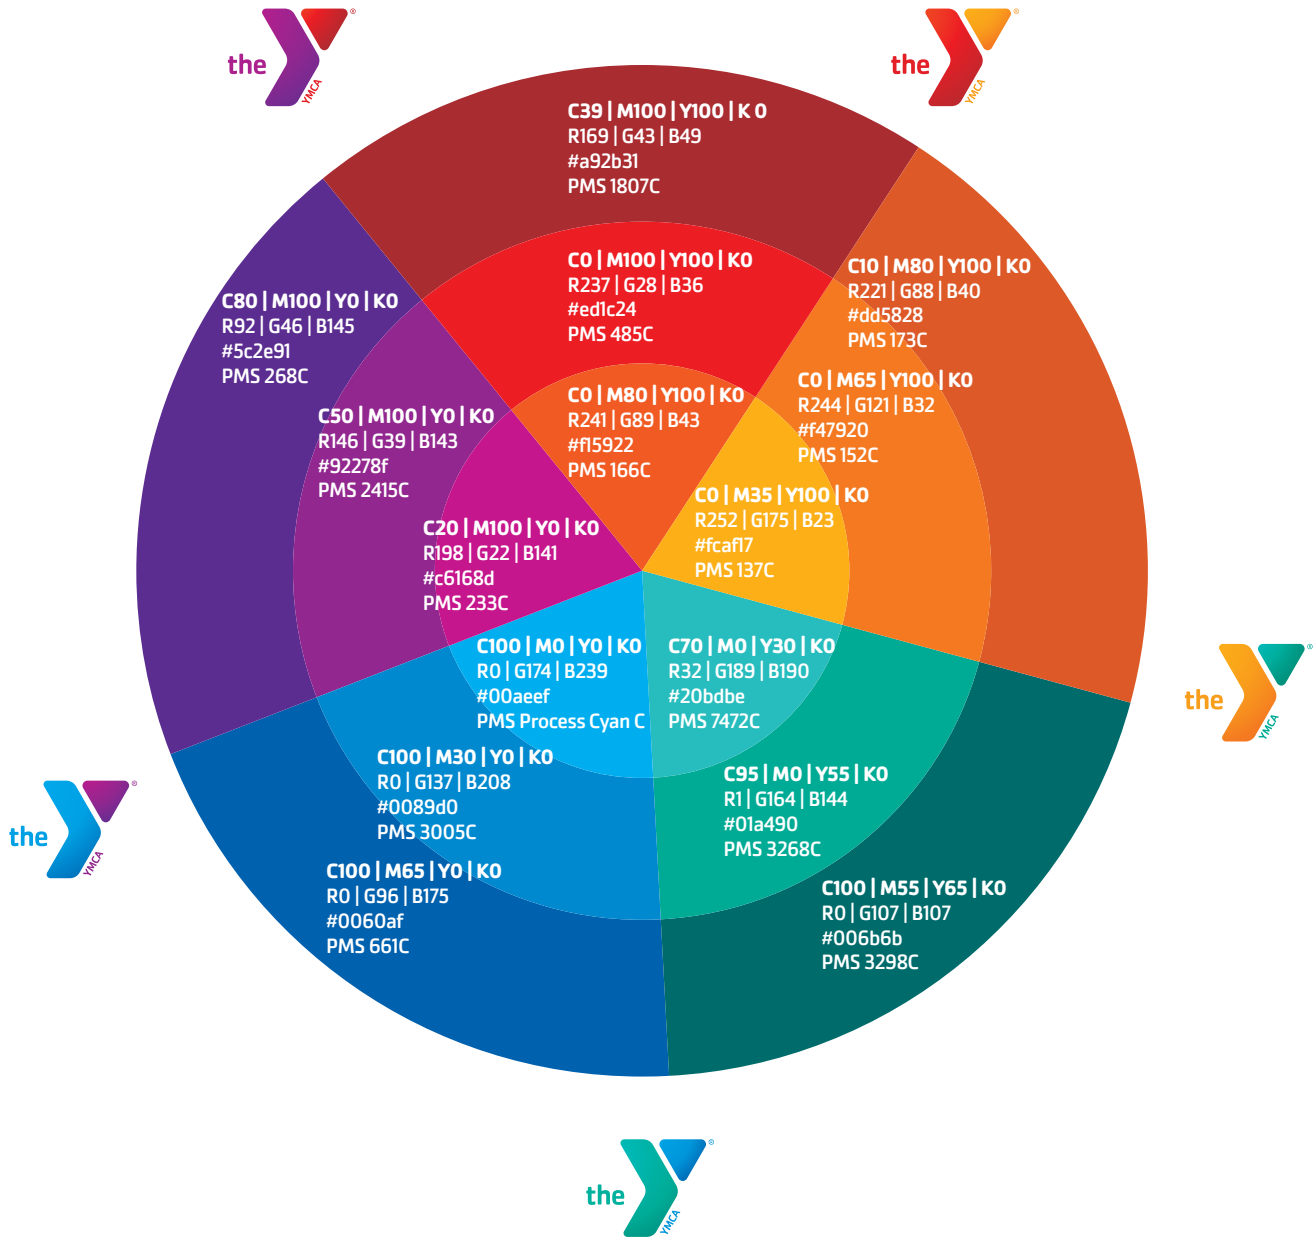 the
YMCA
®
the
YMCA
®
C39 | M100 | Y100 | K 0
R169 | G43 | B49
#a92b31
PMS 1807C
C0 | M100 | Y100 | K0
R237 | G28 | B36
#ed1c24
PMS 485C
C0 | M80 | Y100 | K0
R241 | G89 | B43
#f15922
PMS 166C
C10 | M80 | Y100 | K0
R221 | G88 | B40
#dd5828
PMS 173C
C0 | M65 | Y100 | K0
R244 | G121 | B32
#f47920
PMS 152C
C0 | M35 | Y100 | K0
R252 | G175 | B23
#fcaf17
PMS 137C
C80 | M100 | Y0 | K0
R92 | G46 | B145
#5c2e91
PMS 268C
C50 | M100 | Y0 | K0
R146 | G39 | B143
#92278f
PMS 2415C
C20 | M100 | Y0 | K0
R198 | G22 | B141
#c6168d
PMS 233C
C100 | M0 | Y0 | K0
R0 | G174 | B239
#00aeef
PMS Process Cyan C
C70 | M0 | Y30 | K0
R32 | G189 | B190
#20bdbe
PMS 7472C
C100 | M30 | Y0 | K0
R0 | G137 | B208
#0089d0
PMS 3005C
C95 | M0 | Y55 | K0
R1 | G164 | B144
#01a490
PMS 3268C
C100 | M65 | Y0 | K0
R0 | G96 | B175
#0060af
PMS 661C
C100 | M55 | Y65 | K0
R0 | G107 | B107
#006b6b
PMS 3298C
the
YMCA
®
the
YMCA
®
the
YMCA
®